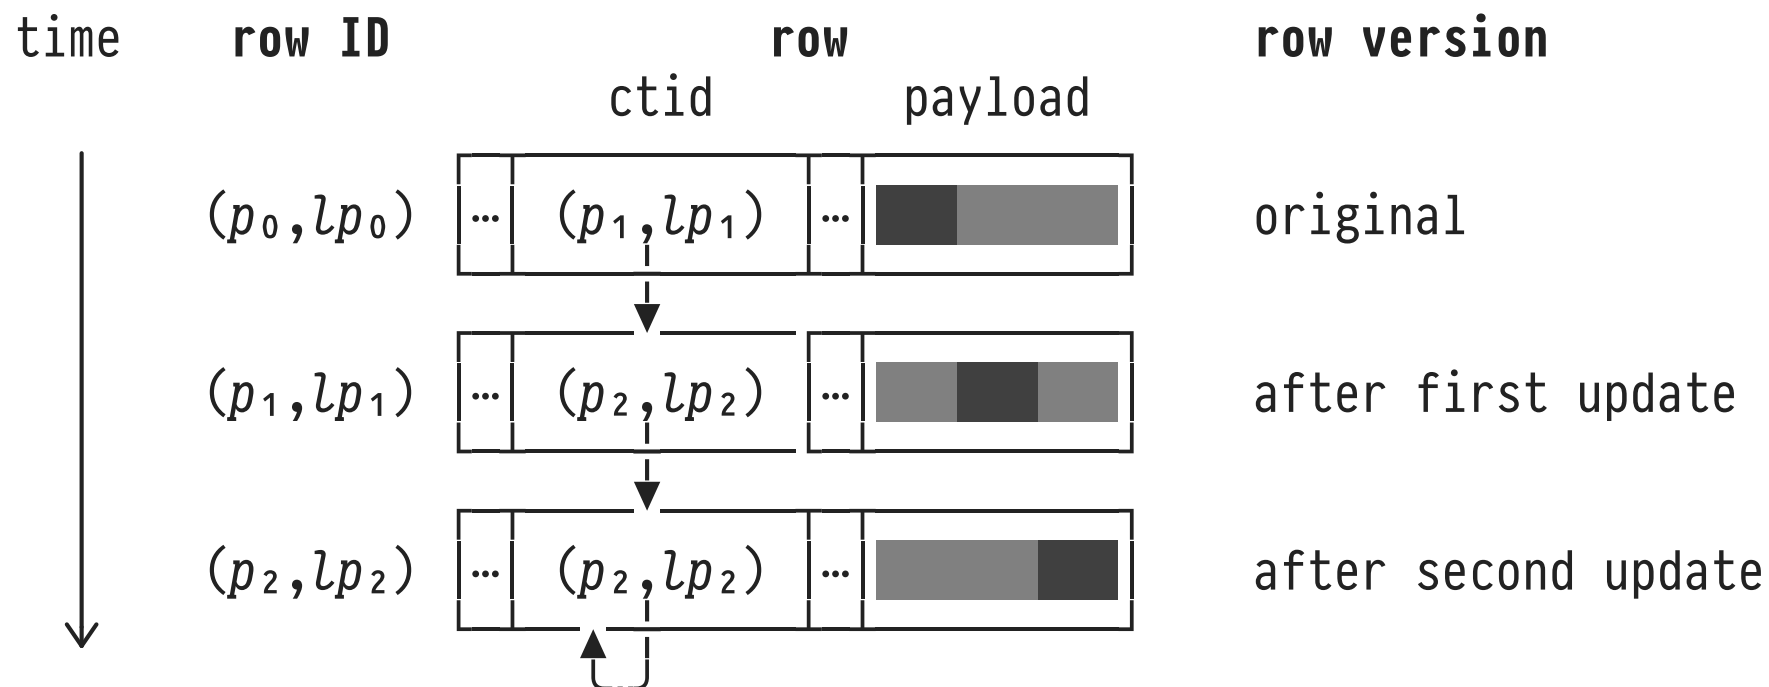 time row ID row row version
ctid payload
(p₀,lp₀) … (p₁,lp₁) … original
(p₁,lp₁) … (p₂,lp₂) … after first update
(p₂,lp₂) … (p₂,lp₂) … after second update